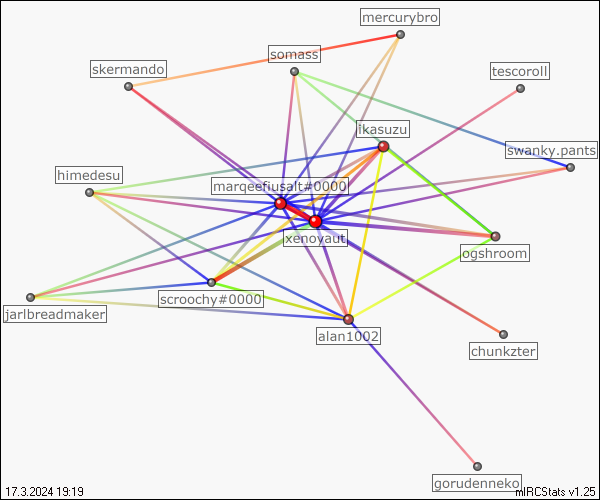 mercurybro
somass
skermando
tescoroll
ikasuzu
swanky.pants
himedesu
marqeefiusalt#0000
xenoyaut
ogshroom
scroochy#0000
jarlbreadmaker
alan1002
chunkzter
gorudenneko
17.3.2024 19:19
mIRCStats v1.25